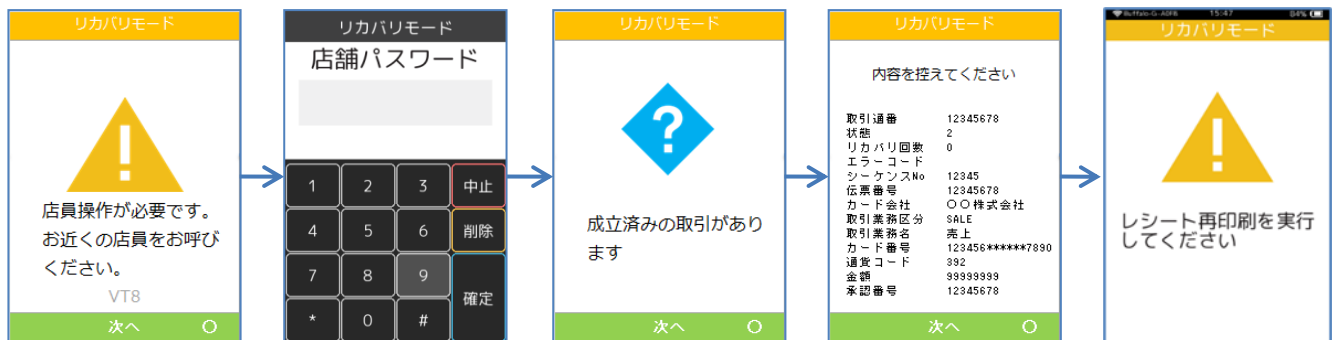 リカバリモード
店員操作が必要です。
お近くの店員をお呼び
ください。
VT8
次へ
リカバリモード
店舗パスワード
1 2 3 中止
4 5 6 削除
7 8 9
確定
* 0 #
リカバリモード
成立済みの取引があり
ます
次へ
リカバリモード
内容を控えてください
取引通番 12345678
状態 2
リカバリ回数 0
エラーコード
シーケンスNo 12345
伝票番号 12345678
カード会社 〇〇株式会社
取引業務区分 SALE
取引業務名 売上
カード番号 123456******7890
通貨コード 392
金額 99999999
承認番号 12345678
次へ
15:47 84%
リカバリモード
レシート再印刷を実行
してください